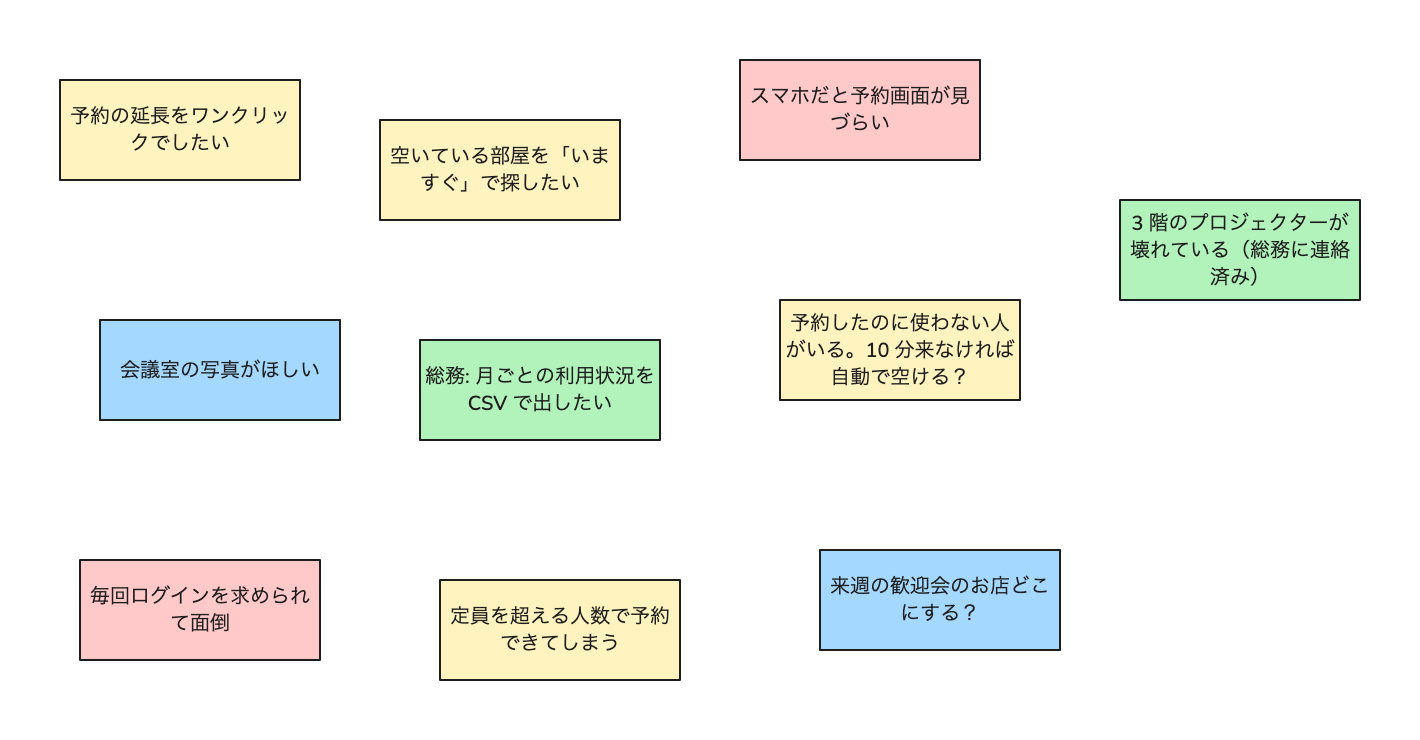 予約の延長をワンクリッ
クでしたい
空いている部屋を「いま
すぐ」で探したい
スマホだと予約画面が見
づらい
3 階のプロジェクターが
壊れている（総務に連絡
済み）
会議室の写真がほしい
総務: 月ごとの利用状況を
CSV で出したい
予約したのに使わない人
がいる。10 分来なければ
自動で空ける？
毎回ログインを求められ
て面倒
定員を超える人数で予約
できてしまう
来週の歓迎会のお店どこ
にする？